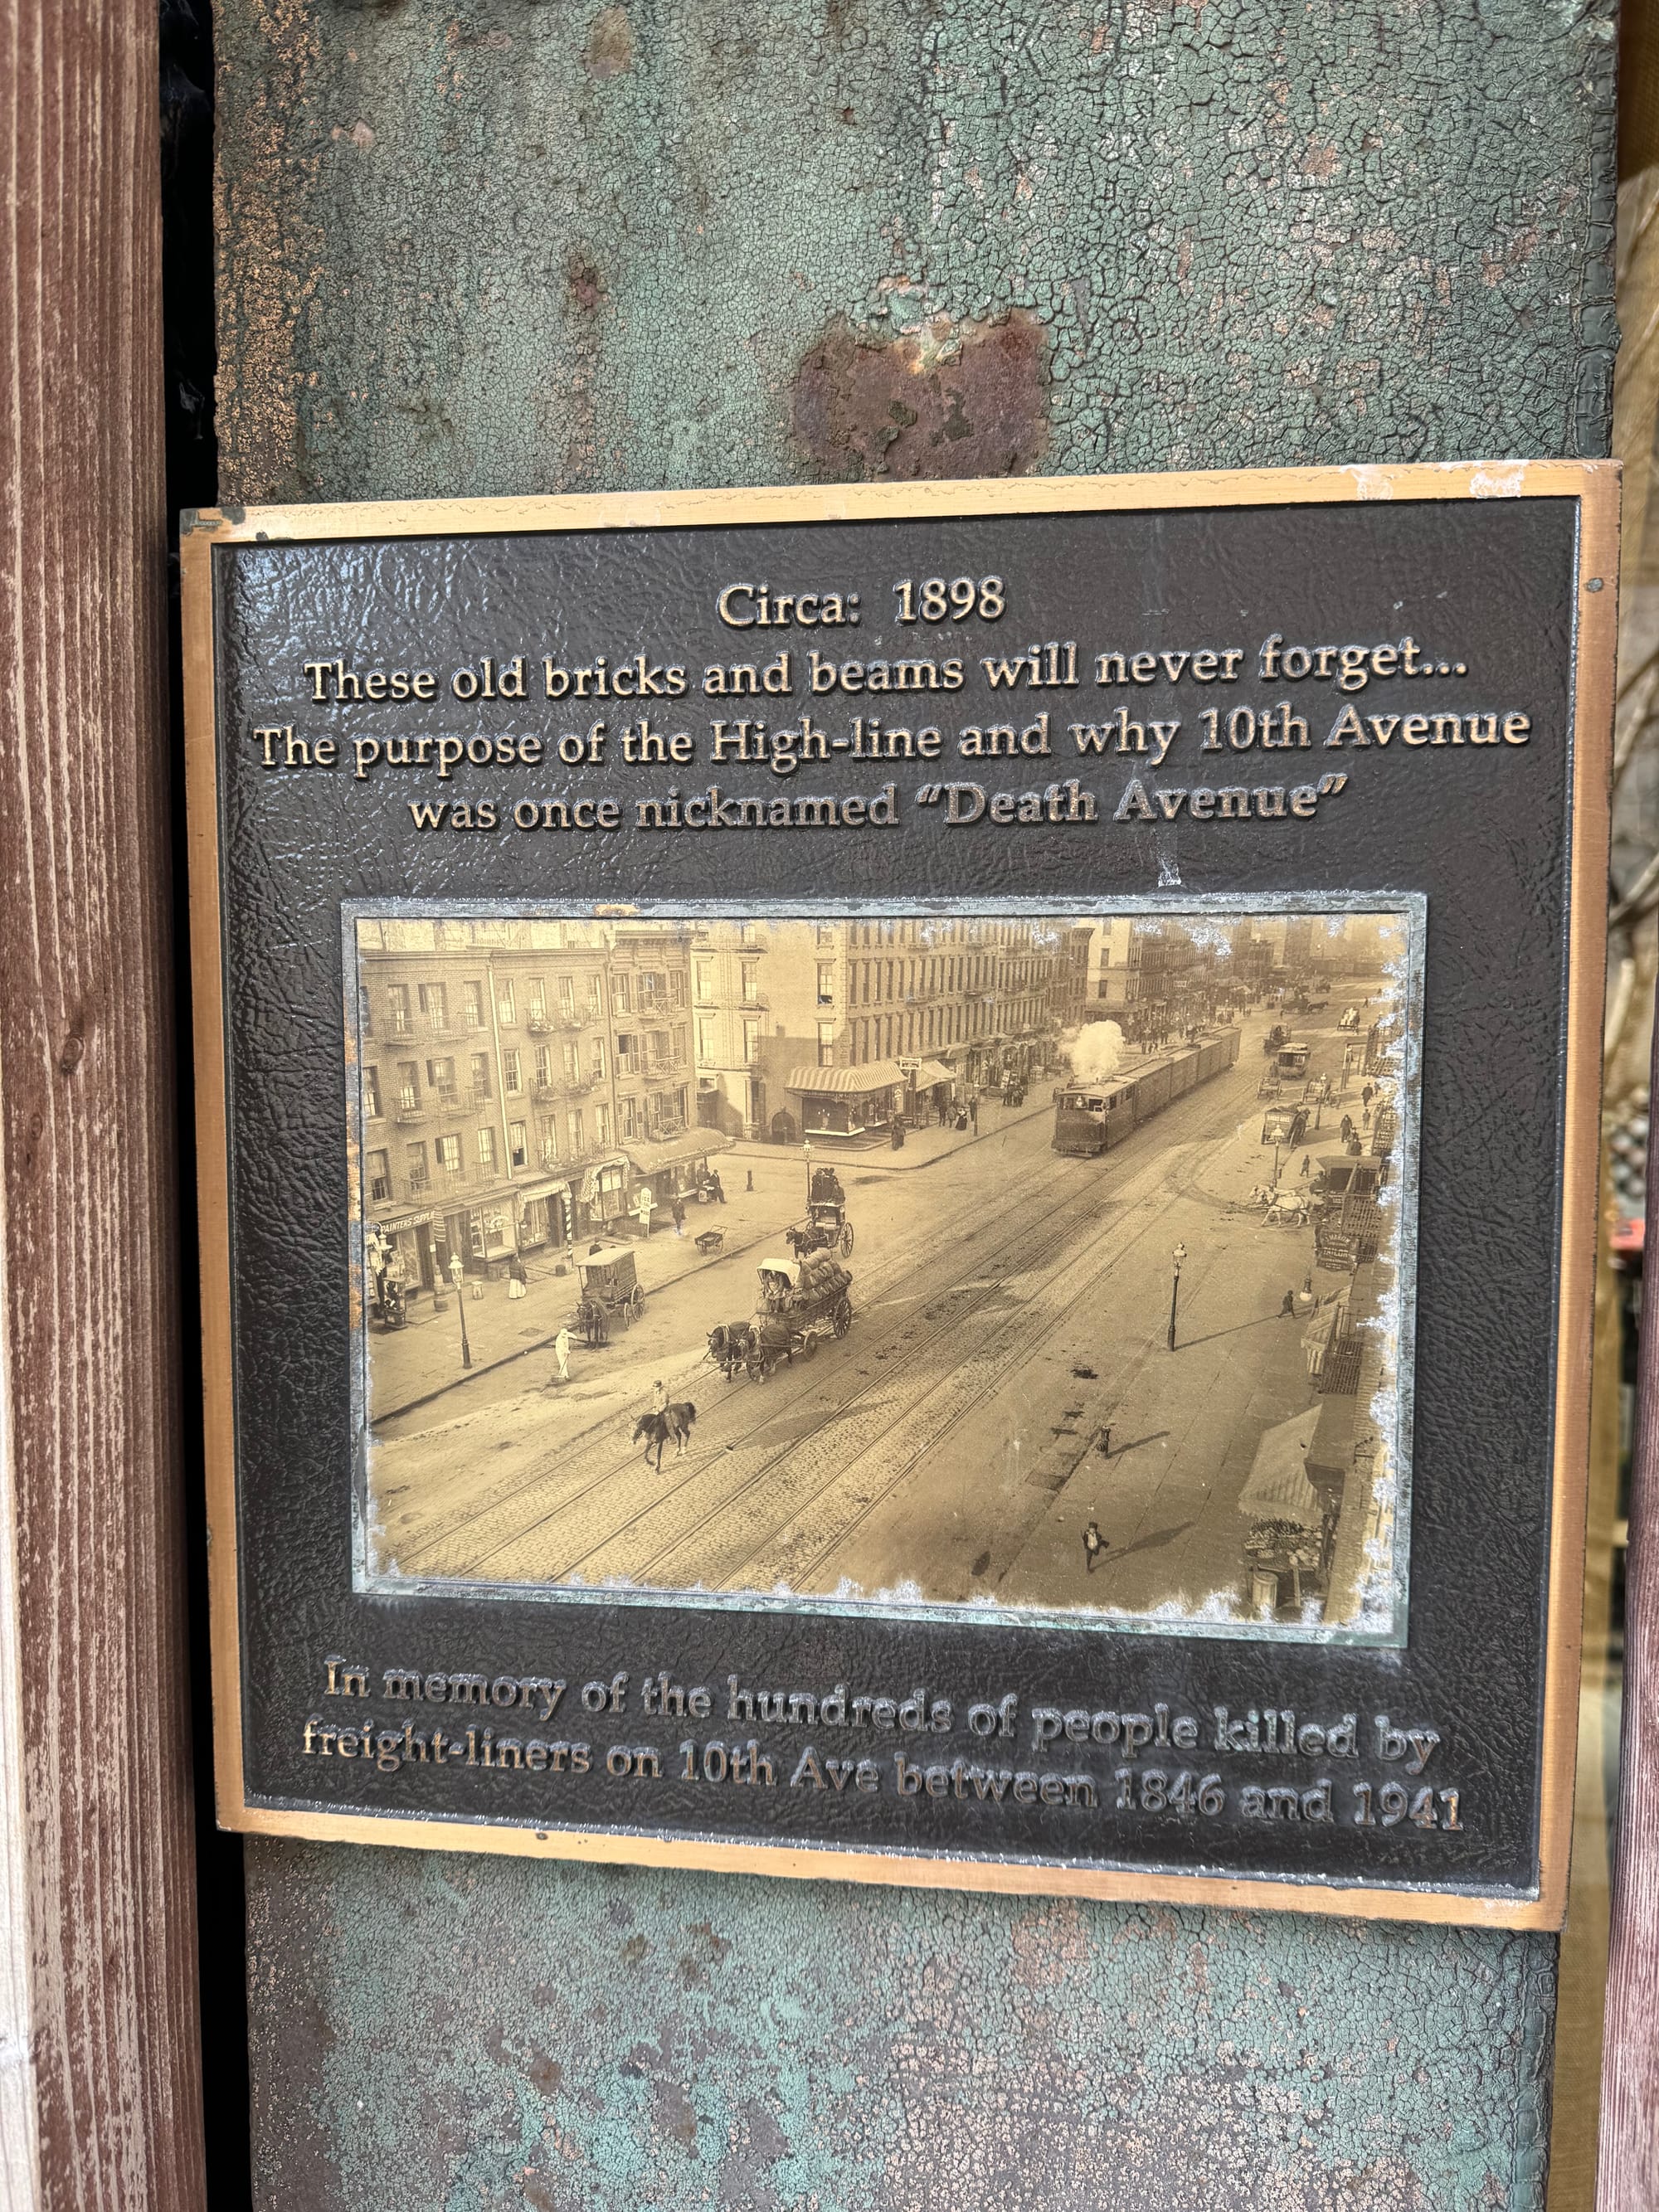 Circa: 1898
These old bricks and beams will never forget...
The purpose of the High-line and why 10th Avenue
was once nicknamed “Death Avenue”
PAINTERS SUPPLI
In memory of the hundreds of people killed by
freight-liners on 10th Ave between 1846 and 1941